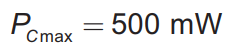 P_Cmax = 500 mW